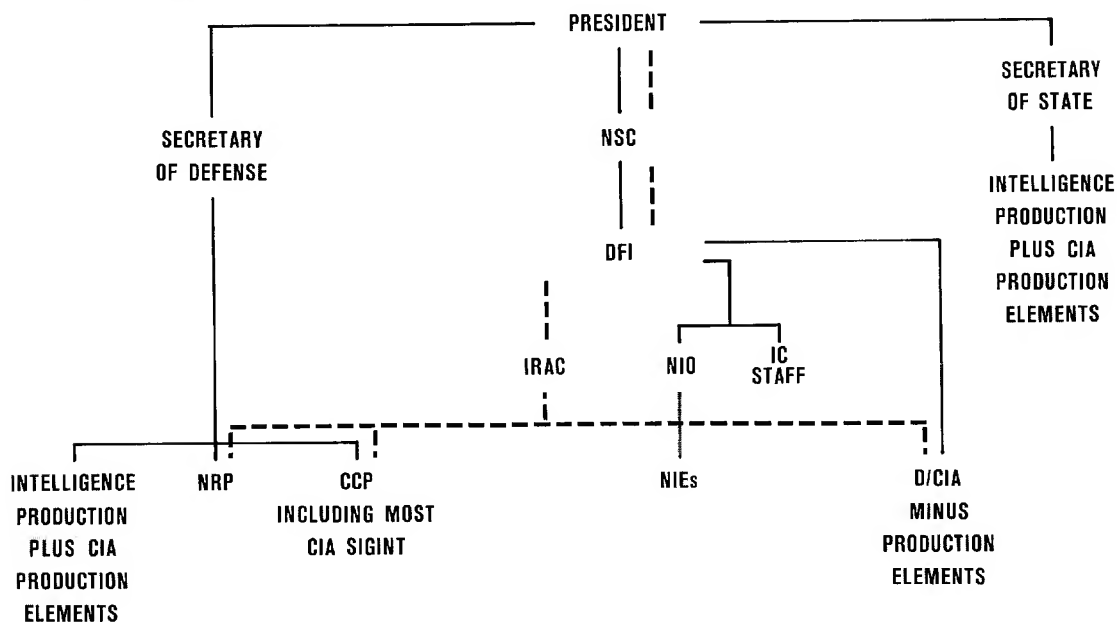 PRESIDENT
SECRETARY
OF STATE
SECRETARY
OF DEFENSE
NSC
INTELLIGENCE
PRODUCTION
PLUS CIA
PRODUCTION
ELEMENTS
DFI
IRAC
NIO
IC
STAFF
INTELLIGENCE
PRODUCTION
PLUS CIA
PRODUCTION
ELEMENTS
NRP
CCP
INCLUDING MOST
CIA SIGINT
NIEs
D/CIA
MINUS
PRODUCTION
ELEMENTS